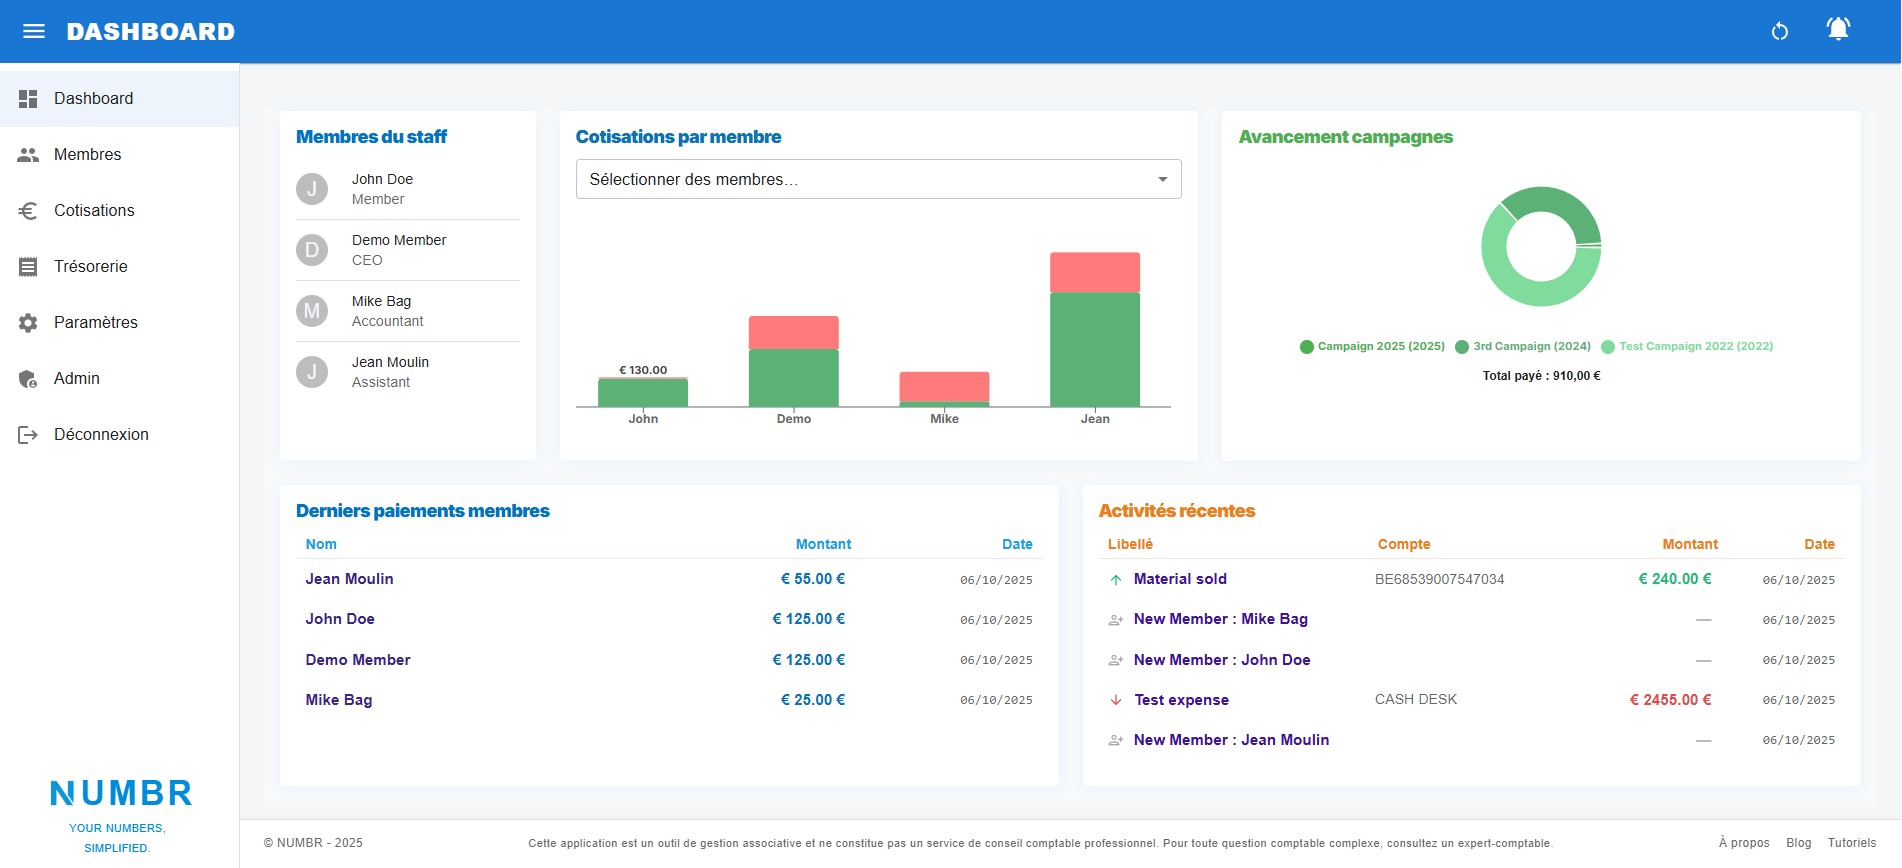 DASHBOARD
Dashboard
Membres
Cotisations
Trésorerie
Paramètres
Admin
Déconnexion
NUMBR
YOUR NUMBERS,
SIMPLIFIED.
Membres du staff
J
John Doe
Member
D
Demo Member
CEO
M
Mike Bag
Accountant
J
Jean Moulin
Assistant
Cotisations par membre
Sélectionner des membres…
€ 130.00
John Demo Mike Jean
Avancement campagnes
Campaign 2025 (2025) 3rd Campaign (2024) Test Campaign 2022 (2022)
Total payé : 910,00 €
Derniers paiements membres
Nom Montant Date
Jean Moulin € 55.00 € 06/10/2025
John Doe € 125.00 € 06/10/2025
Demo Member € 125.00 € 06/10/2025
Mike Bag € 25.00 € 06/10/2025
Activités récentes
Libellé Compte Montant Date
Material sold BE68539007547034 € 240.00 € 06/10/2025
New Member : Mike Bag — 06/10/2025
New Member : John Doe — 06/10/2025
Test expense CASH DESK € 2455.00 € 06/10/2025
New Member : Jean Moulin — 06/10/2025
© NUMBR - 2025
Cette application est un outil de gestion associative et ne constitue pas un service de conseil comptable professionnel. Pour toute question comptable complexe, consultez un expert-comptable.
À propos Blog Tutoriels